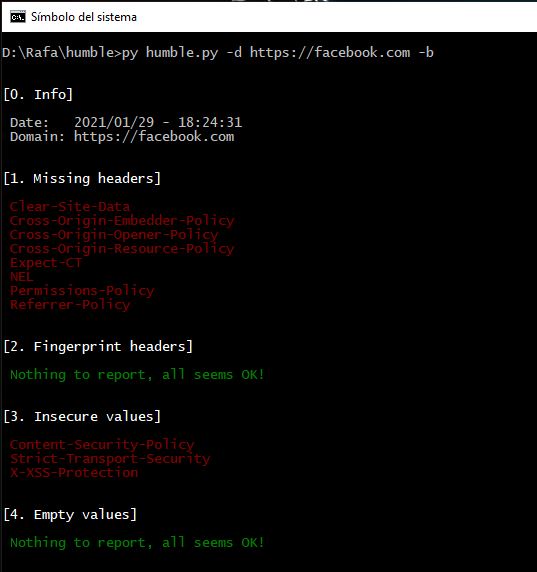 Símbolo del sistema
D:\Rafa\humble>py humble.py -d https://facebook.com -b
[0. Info]
Date:   2021/01/29 - 18:24:31
Domain: https://facebook.com
[1. Missing headers]
Clear-Site-Data
Cross-Origin-Embedder-Policy
Cross-Origin-Opener-Policy
Cross-Origin-Resource-Policy
Expect-CT
NEL
Permissions-Policy
Referrer-Policy
[2. Fingerprint headers]
Nothing to report, all seems OK!
[3. Insecure values]
Content-Security-Policy
Strict-Transport-Security
X-XSS-Protection
[4. Empty values]
Nothing to report, all seems OK!